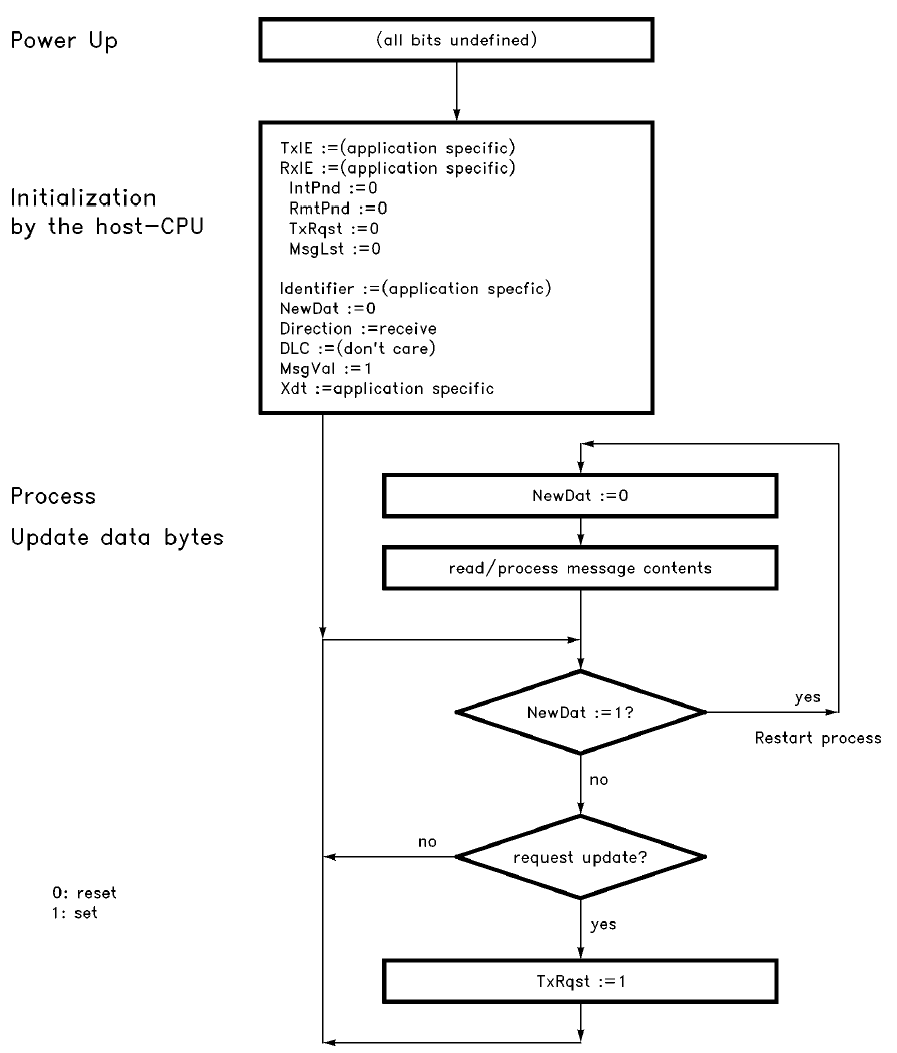 Power Up
(all bits undefined)
Initialization
by the host-CPU
TxIE :=(application specific)
RxIE :=(application specific)
IntPnd :=0
RmtPnd :=0
TxRqst :=0
MsgLst :=0
Identifier :=(application specfic)
NewDat :=0
Direction :=receive
DLC :=(don't care)
MsgVal :=1
Xdt :=application specific
Process
Update data bytes
NewDat :=0
read/process message contents
NewDat :=1?
yes
Restart process
no
request update?
no
yes
0: reset
1: set
TxRqst :=1